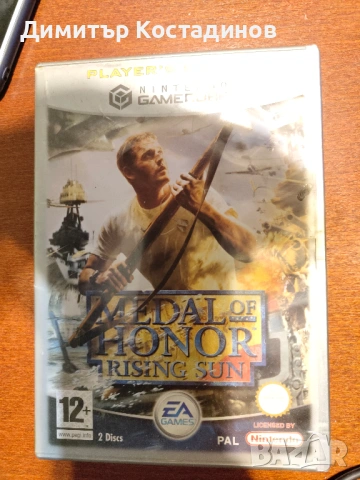 Димитър Костадинов
PLAYER'S
NINTENDO
GAMECUBE
MEDAL OF
HONOR
RISING SUN
12+
www.pegi.info
2 Discs
EA
GAMES
PAL
LICENSED BY
Nintendo
BAZAR